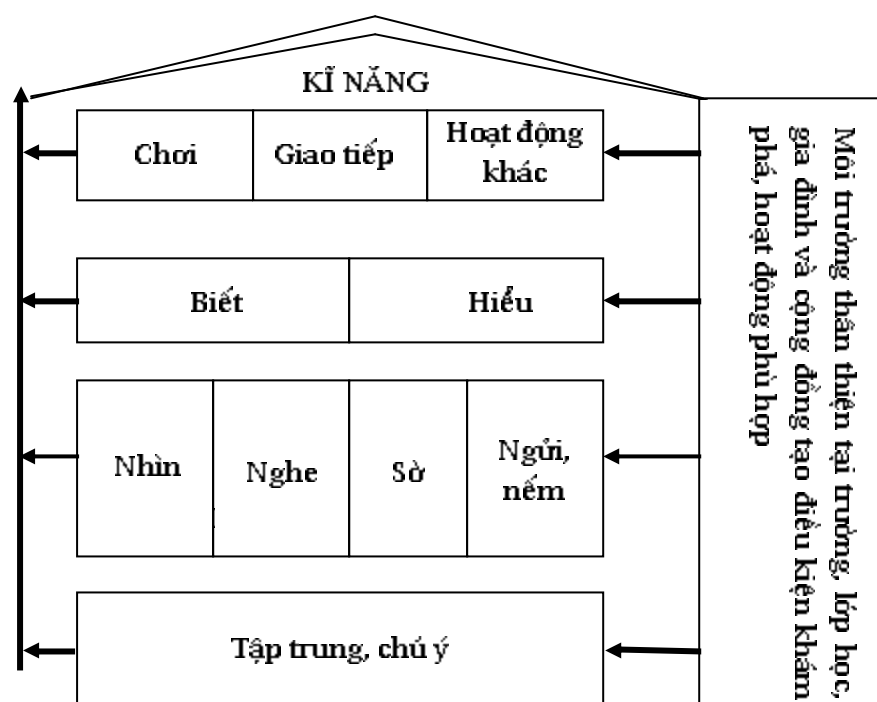 KĨ NĂNG
Chơi
Giao tiếp
Hoạt động
khác
Biết
Hiểu
Nhìn
Nghe
Sờ
Ngửi,
nếm
Tập trung, chú ý
Môi trường thân thiện tại trường, lớp học,
gia đình và cộng đồng tạo điều kiện khám
phá, hoạt động phù hợp